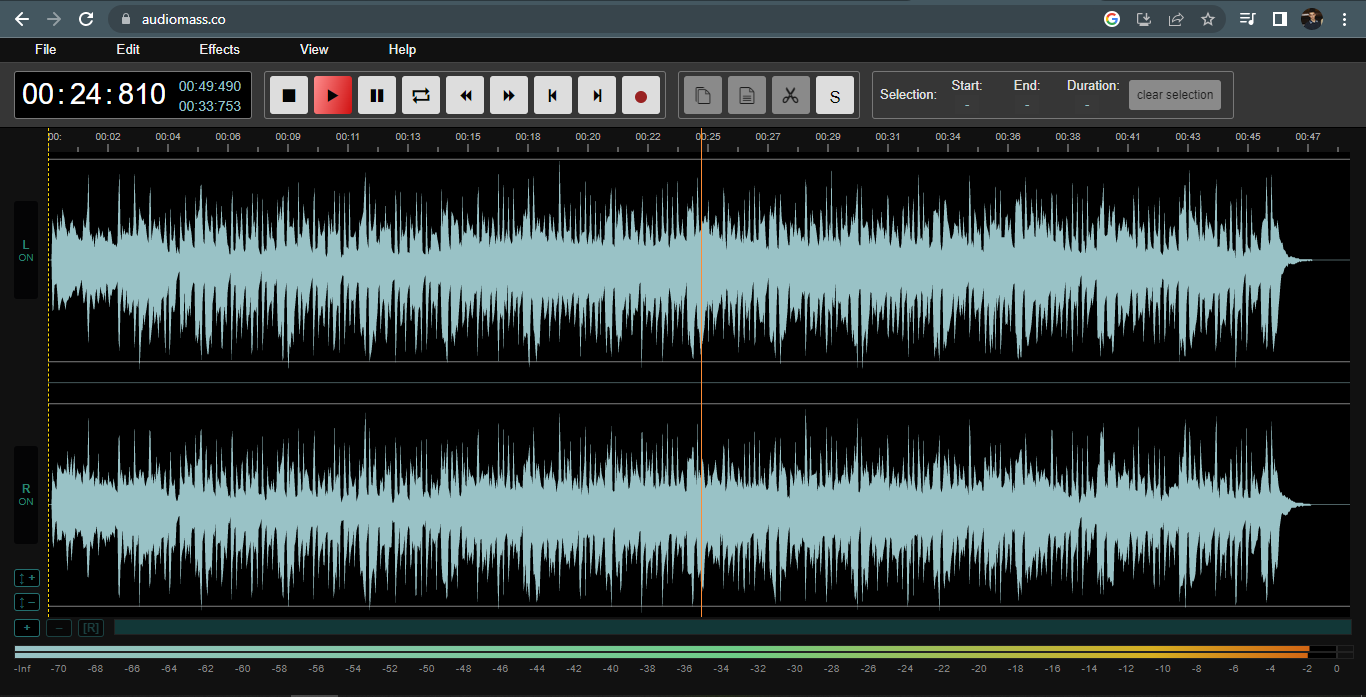 audiomass.co
File Edit Effects View Help
00:24:810 00:49:490
00:33:753
S
Selection: Start: - End: - Duration: - clear selection
00: 00:02 00:04 00:06 00:09 00:11 00:13 00:15 00:18 00:20 00:22 00:25 00:27 00:29 00:31 00:34 00:36 00:38 00:41 00:43 00:45 00:47
L
ON
R
ON
+
-
+ - [R]
-Inf -70 -68 -66 -64 -62 -60 -58 -56 -54 -52 -50 -48 -46 -44 -42 -40 -38 -36 -34 -32 -30 -28 -26 -24 -22 -20 -18 -16 -14 -12 -10 -8 -6 -4 -2 0